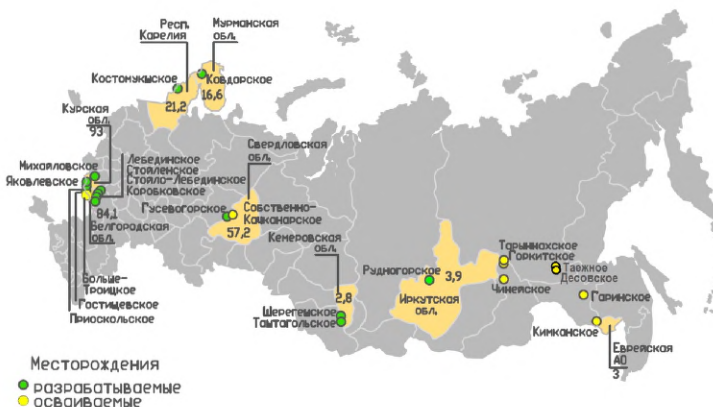 Респ.
Карелия
Мурманская
обл.
Костомукшское
Ковдорское
21,2
16,6
Курская
обл.
93
Свердловская
обл.
Михайловское
Яковлевское
Лебединское
Стойленское
Стойло-Лебединское
Коробковское
84,1
Белгородская
обл.
Гусевогорское
Собственно-
Качканарское
57,2
Кемеровская
обл.
Больше-
Троицкое
Гостищевское
Приоскольское
2,8
Шерегешское
Таштагольское
Рудногорское
3,9
Иркутская
обл.
Тарыннахское
Горкитское
Чинейское
Таежное
Десовское
Гаринское
Кимканское
Еврейская
АО
3
Месторождения
разрабатываемые
осваиваемые